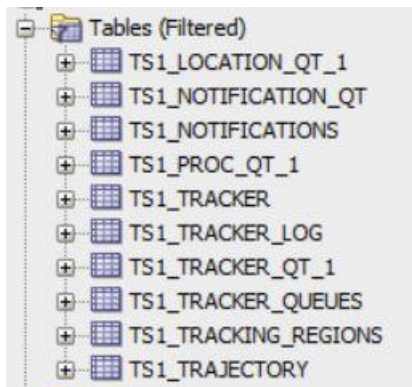 Tables (Filtered)
TS1_LOCATION_QT_1
TS1_NOTIFICATION_QT
TS1_NOTIFICATIONS
TS1_PROC_QT_1
TS1_TRACKER
TS1_TRACKER_LOG
TS1_TRACKER_QT_1
TS1_TRACKER_QUEUES
TS1_TRACKING_REGIONS
TS1_TRAJECTORY